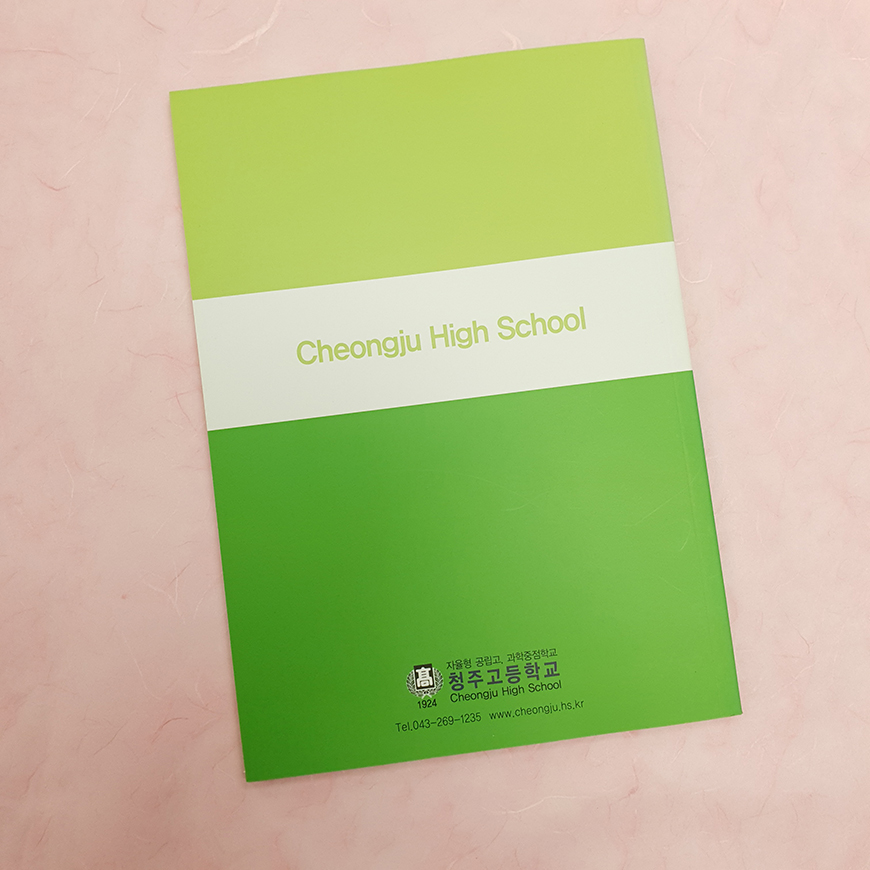 Cheongju High School
자율형 공립고, 과학중점학교
高 청주고등학교
1924 Cheongju High School
Tel.043-269-1235 www.cheongju.hs.kr